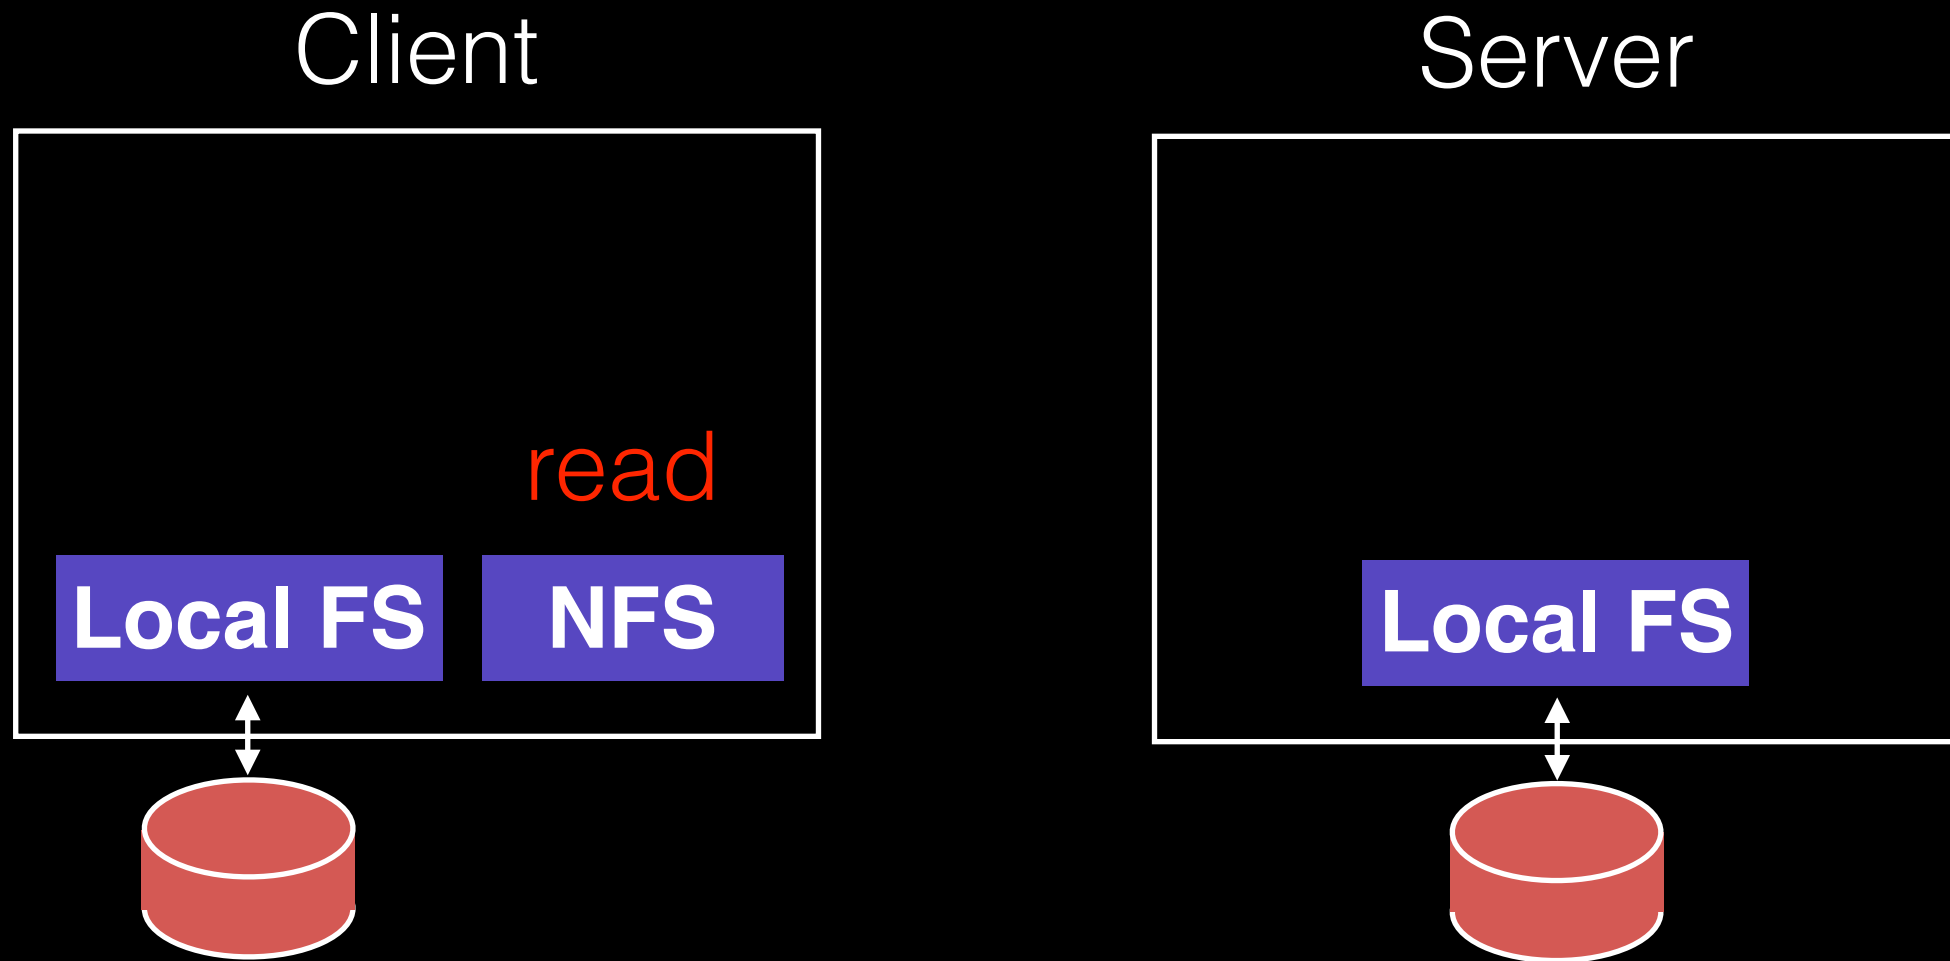 Client
Server
read
Local FS
NFS
Local FS